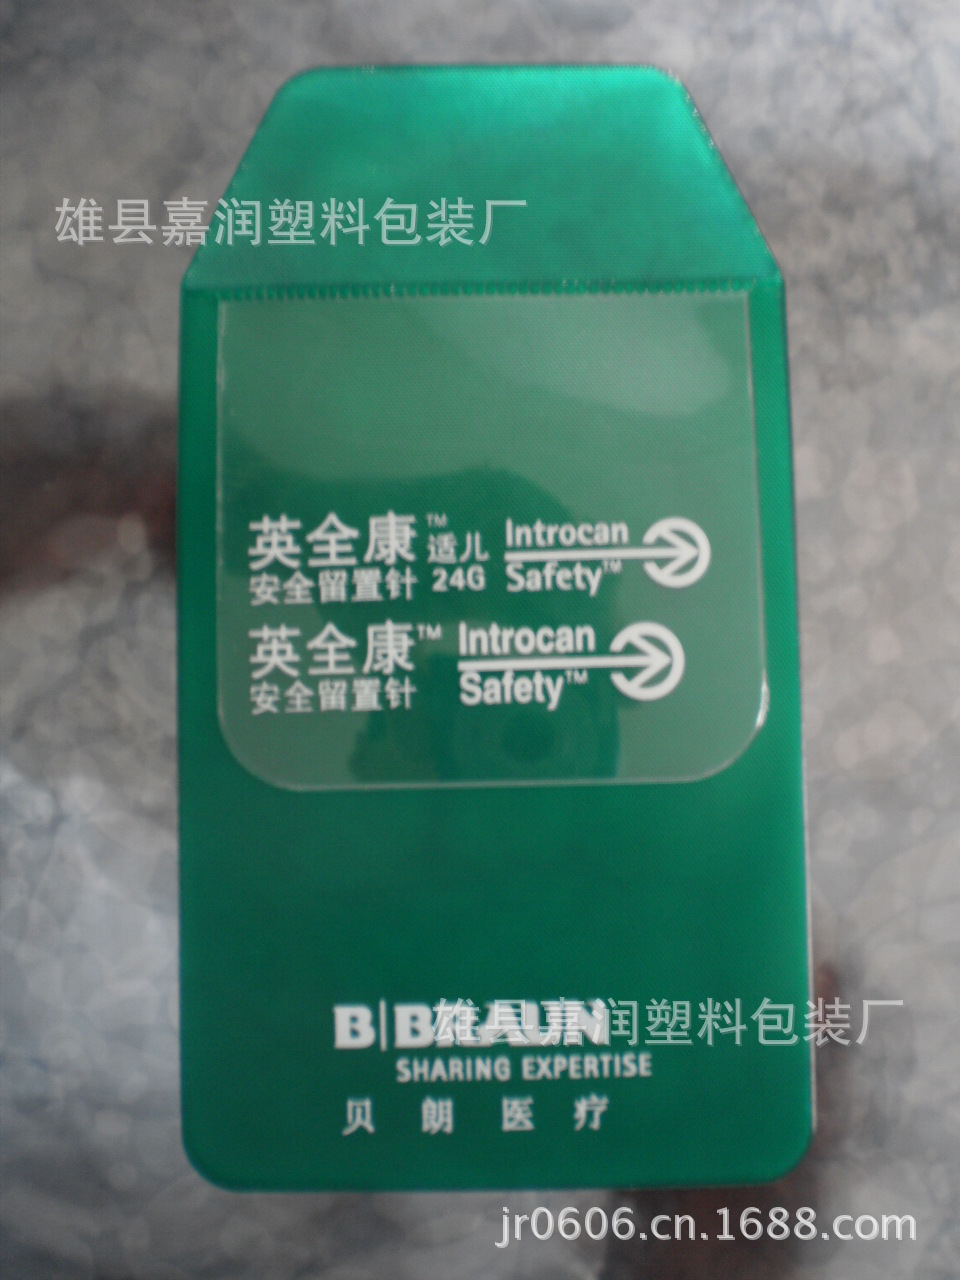 雄县嘉润塑料包装厂
英全康™ 适儿 Introcan
安全留置针 24G Safety™
英全康™ Introcan
安全留置针 Safety™
B|BRAUN
雄县嘉润塑料包装厂
SHARING EXPERTISE
贝朗医疗
jr0606.cn.1688.com